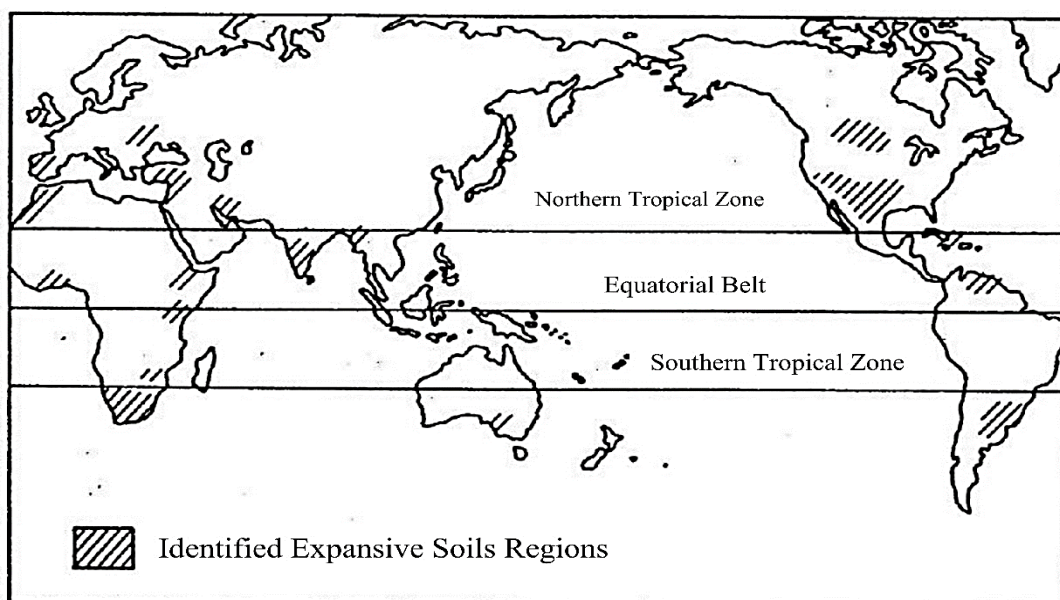 Northern Tropical Zone
Equatorial Belt
Southern Tropical Zone
Identified Expansive Soils Regions